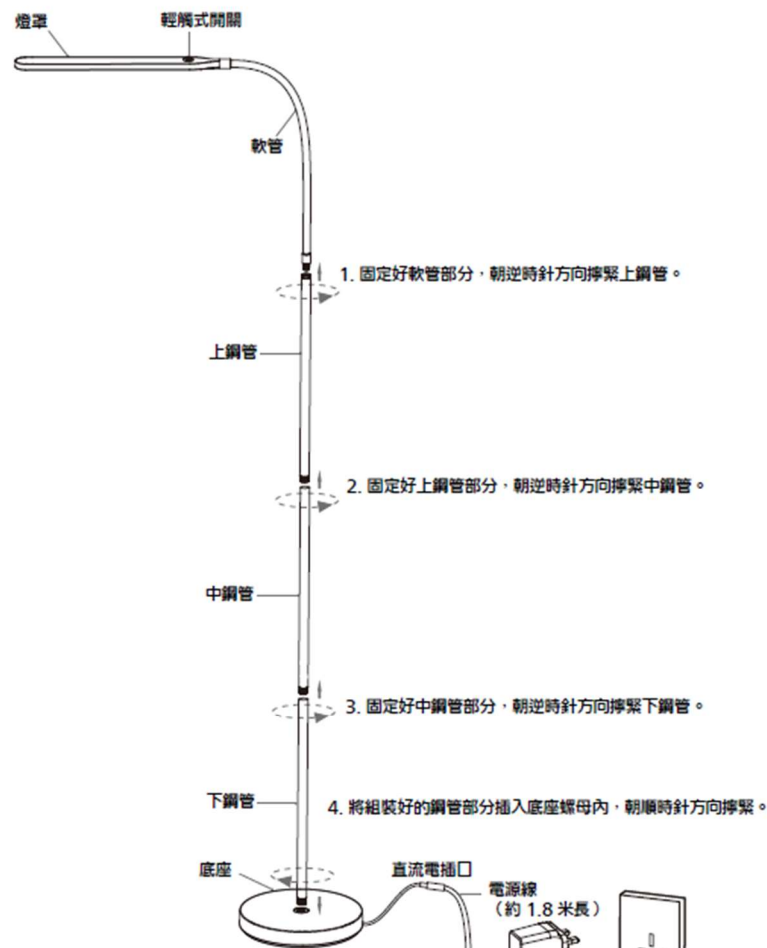 燈罩
輕觸式開關
軟管
1. 固定好軟管部分，朝逆時針方向擰緊上鋼管。
上鋼管
2. 固定好上鋼管部分，朝逆時針方向擰緊中鋼管。
中鋼管
3. 固定好中鋼管部分，朝逆時針方向擰緊下鋼管。
下鋼管
4. 將組裝好的鋼管部分插入底座螺母內，朝順時針方向擰緊。
底座
直流電插口
電源線
（約 1.8 米長）